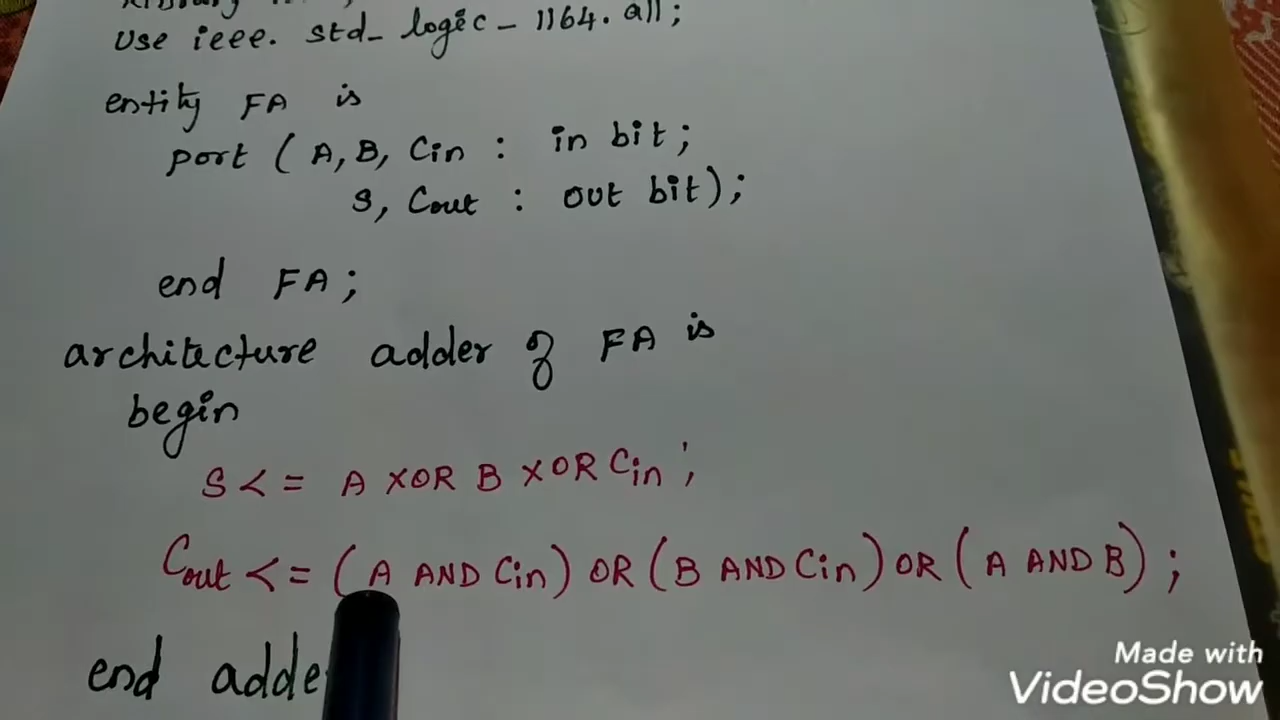 use ieee. std_logic_1164.all;
entity FA is
port ( A, B, Cin : in bit;
S, Cout : out bit);
end FA;
architecture adder of FA is
begin
S <= A XOR B XOR Cin;
Cout <= (A AND Cin) OR (B AND Cin) OR (A AND B);
end adde
Made with
VideoShow